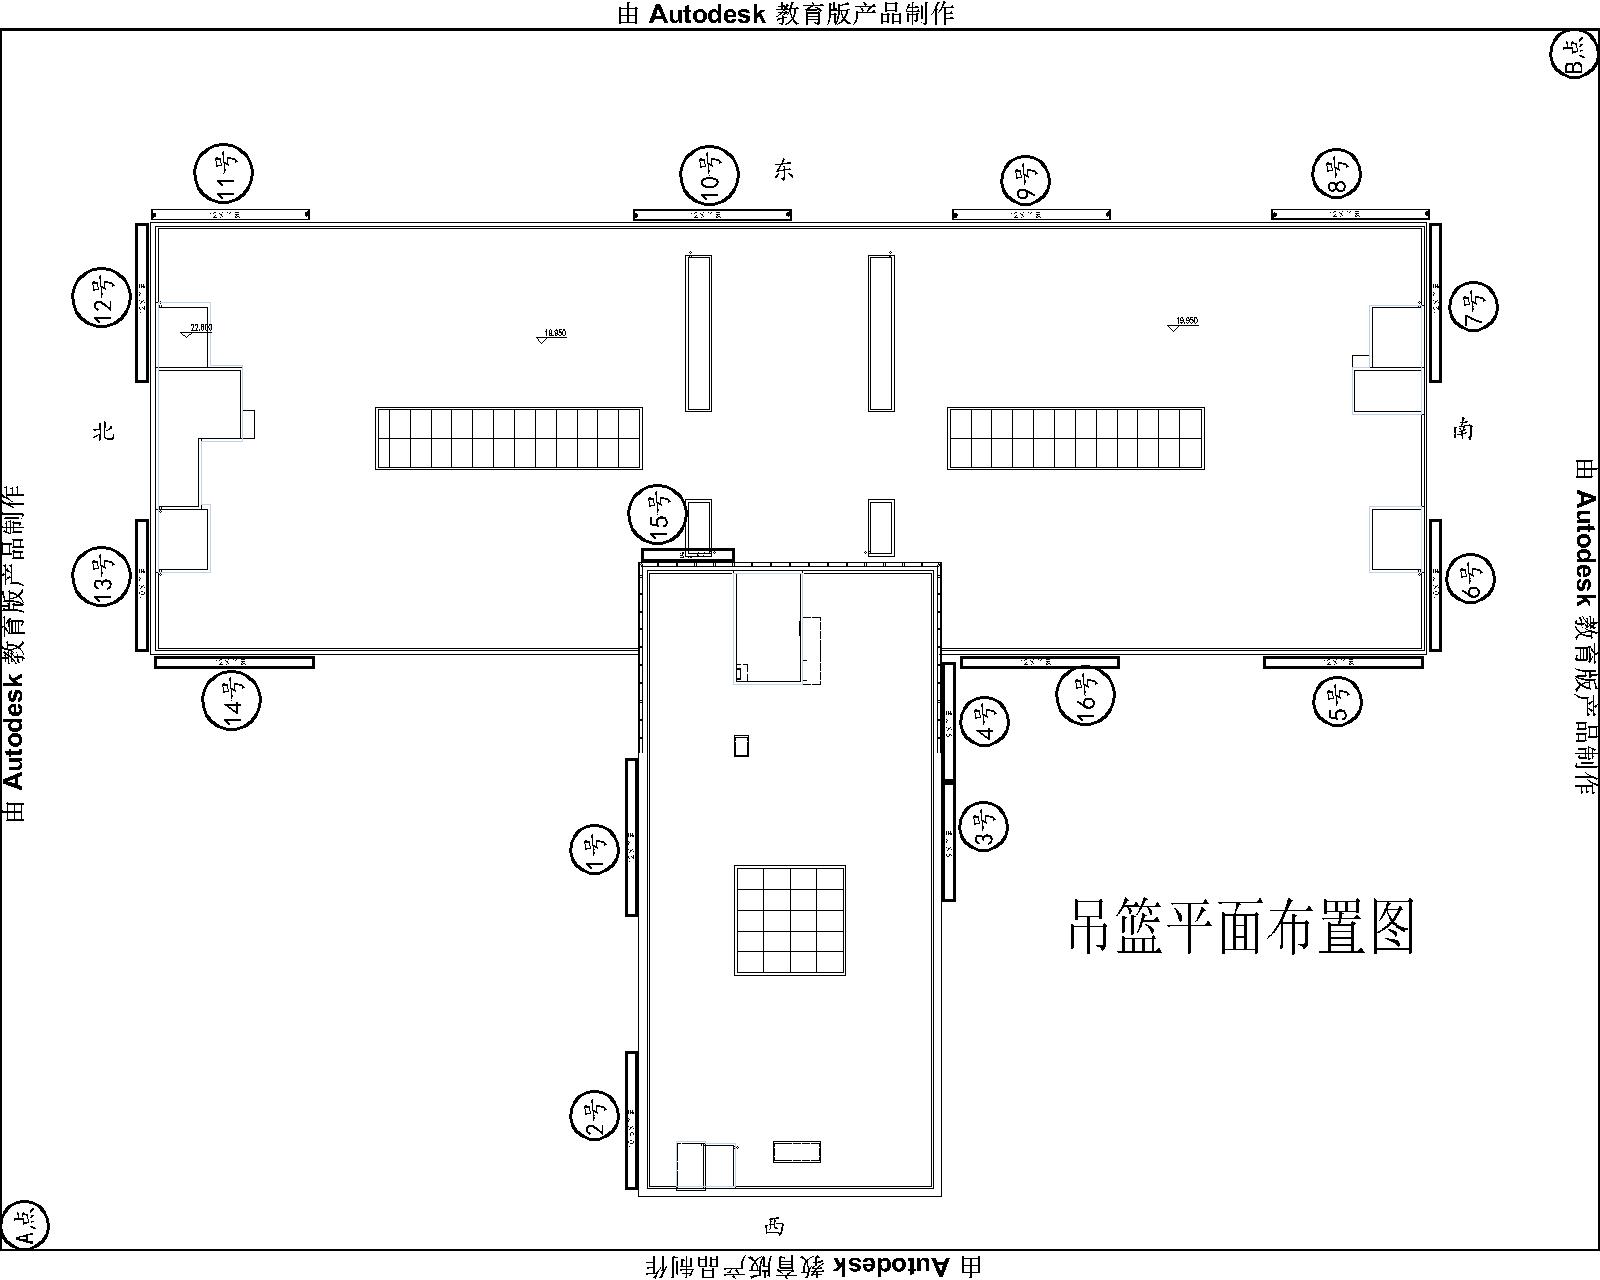 由 Autodesk 教育版产品制作
B点
11号
10号
东
9号
8号
12号
7号
22.600
19.950
北
南
15号
13号
6号
14号
4号
16号
5号
1号
3号
吊篮平面布置图
2号
西
A点
由 Autodesk 教育版产品制作
由 Autodesk 教育版产品制作
由 Autodesk 教育版产品制作